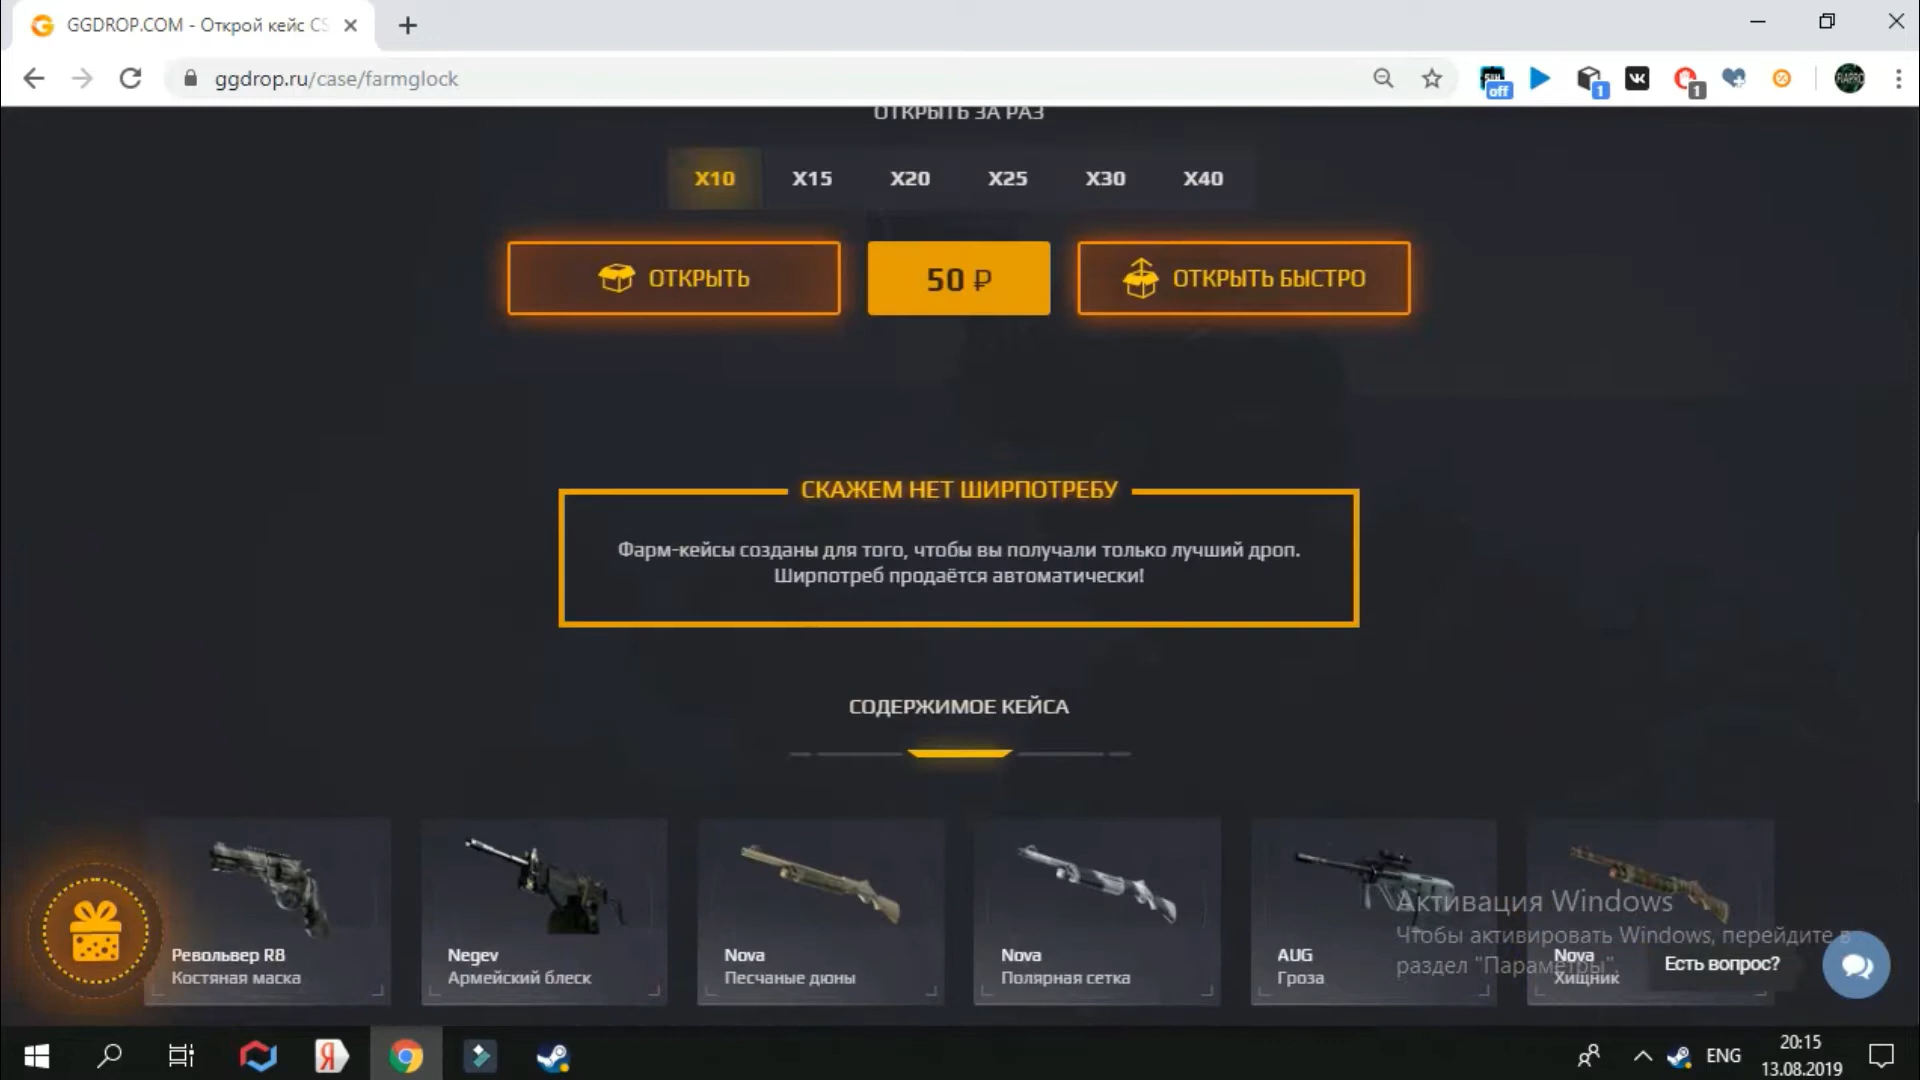 GGDROP.COM - Открой кейс CS
ggdrop.ru/case/farmglock
off
1
1
ОТКРЫТЬ ЗА РАЗ
X10 X15 X20 X25 X30 X40
ОТКРЫТЬ
50 ₽
ОТКРЫТЬ БЫСТРО
СКАЖЕМ НЕТ ШИРПОТРЕБУ
Фарм-кейсы созданы для того, чтобы вы получали только лучший дроп.
Ширпотреб продаётся автоматически!
СОДЕРЖИМОЕ КЕЙСА
Револьвер R8
Костяная маска
Negev
Армейский блеск
Nova
Песчаные дюны
Nova
Полярная сетка
AUG
Гроза
Nova
Хищник
Активация Windows
Чтобы активировать Windows, перейдите в
раздел "Параметры".
Есть вопрос?
ENG
20:15
13.08.2019